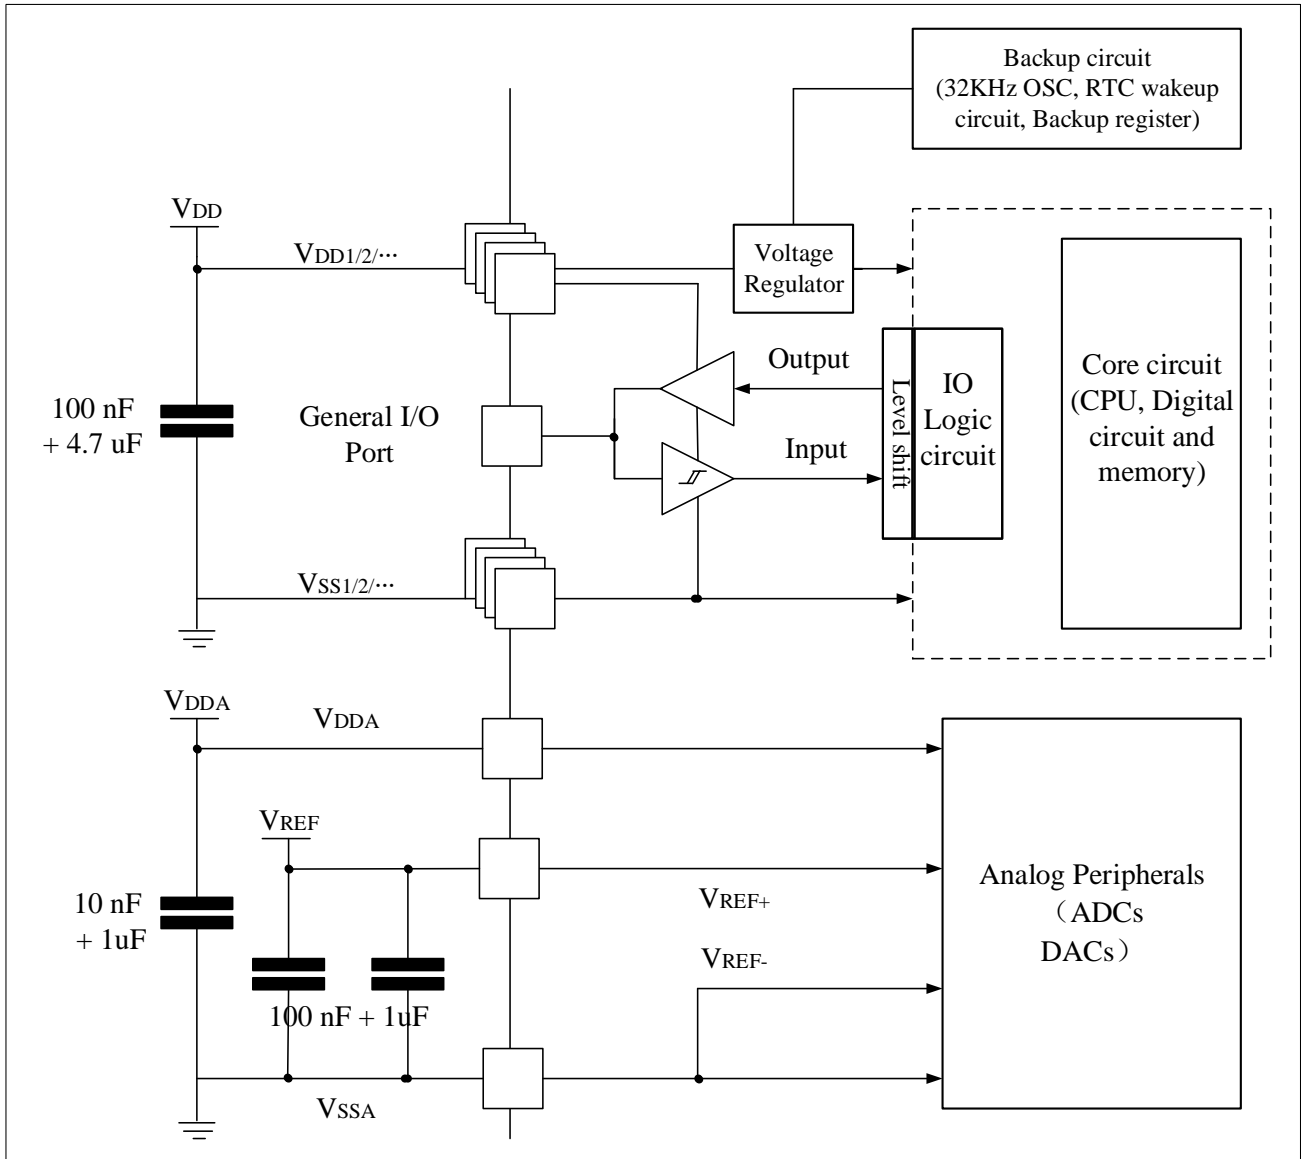 Backup circuit
(32KHz OSC, RTC wakeup
circuit, Backup register)
VDD
VDD1/2/···
Voltage
Regulator
100 nF
+ 4.7 uF
General I/O
Port
Output
Input
Level shift
IO
Logic
circuit
Core circuit
(CPU, Digital
circuit and
memory)
VSS1/2/···
VDDA
VDDA
VREF
10 nF
+ 1uF
100 nF + 1uF
VREF+
VREF-
Analog Peripherals
（ADCs
DACs）
VSSA